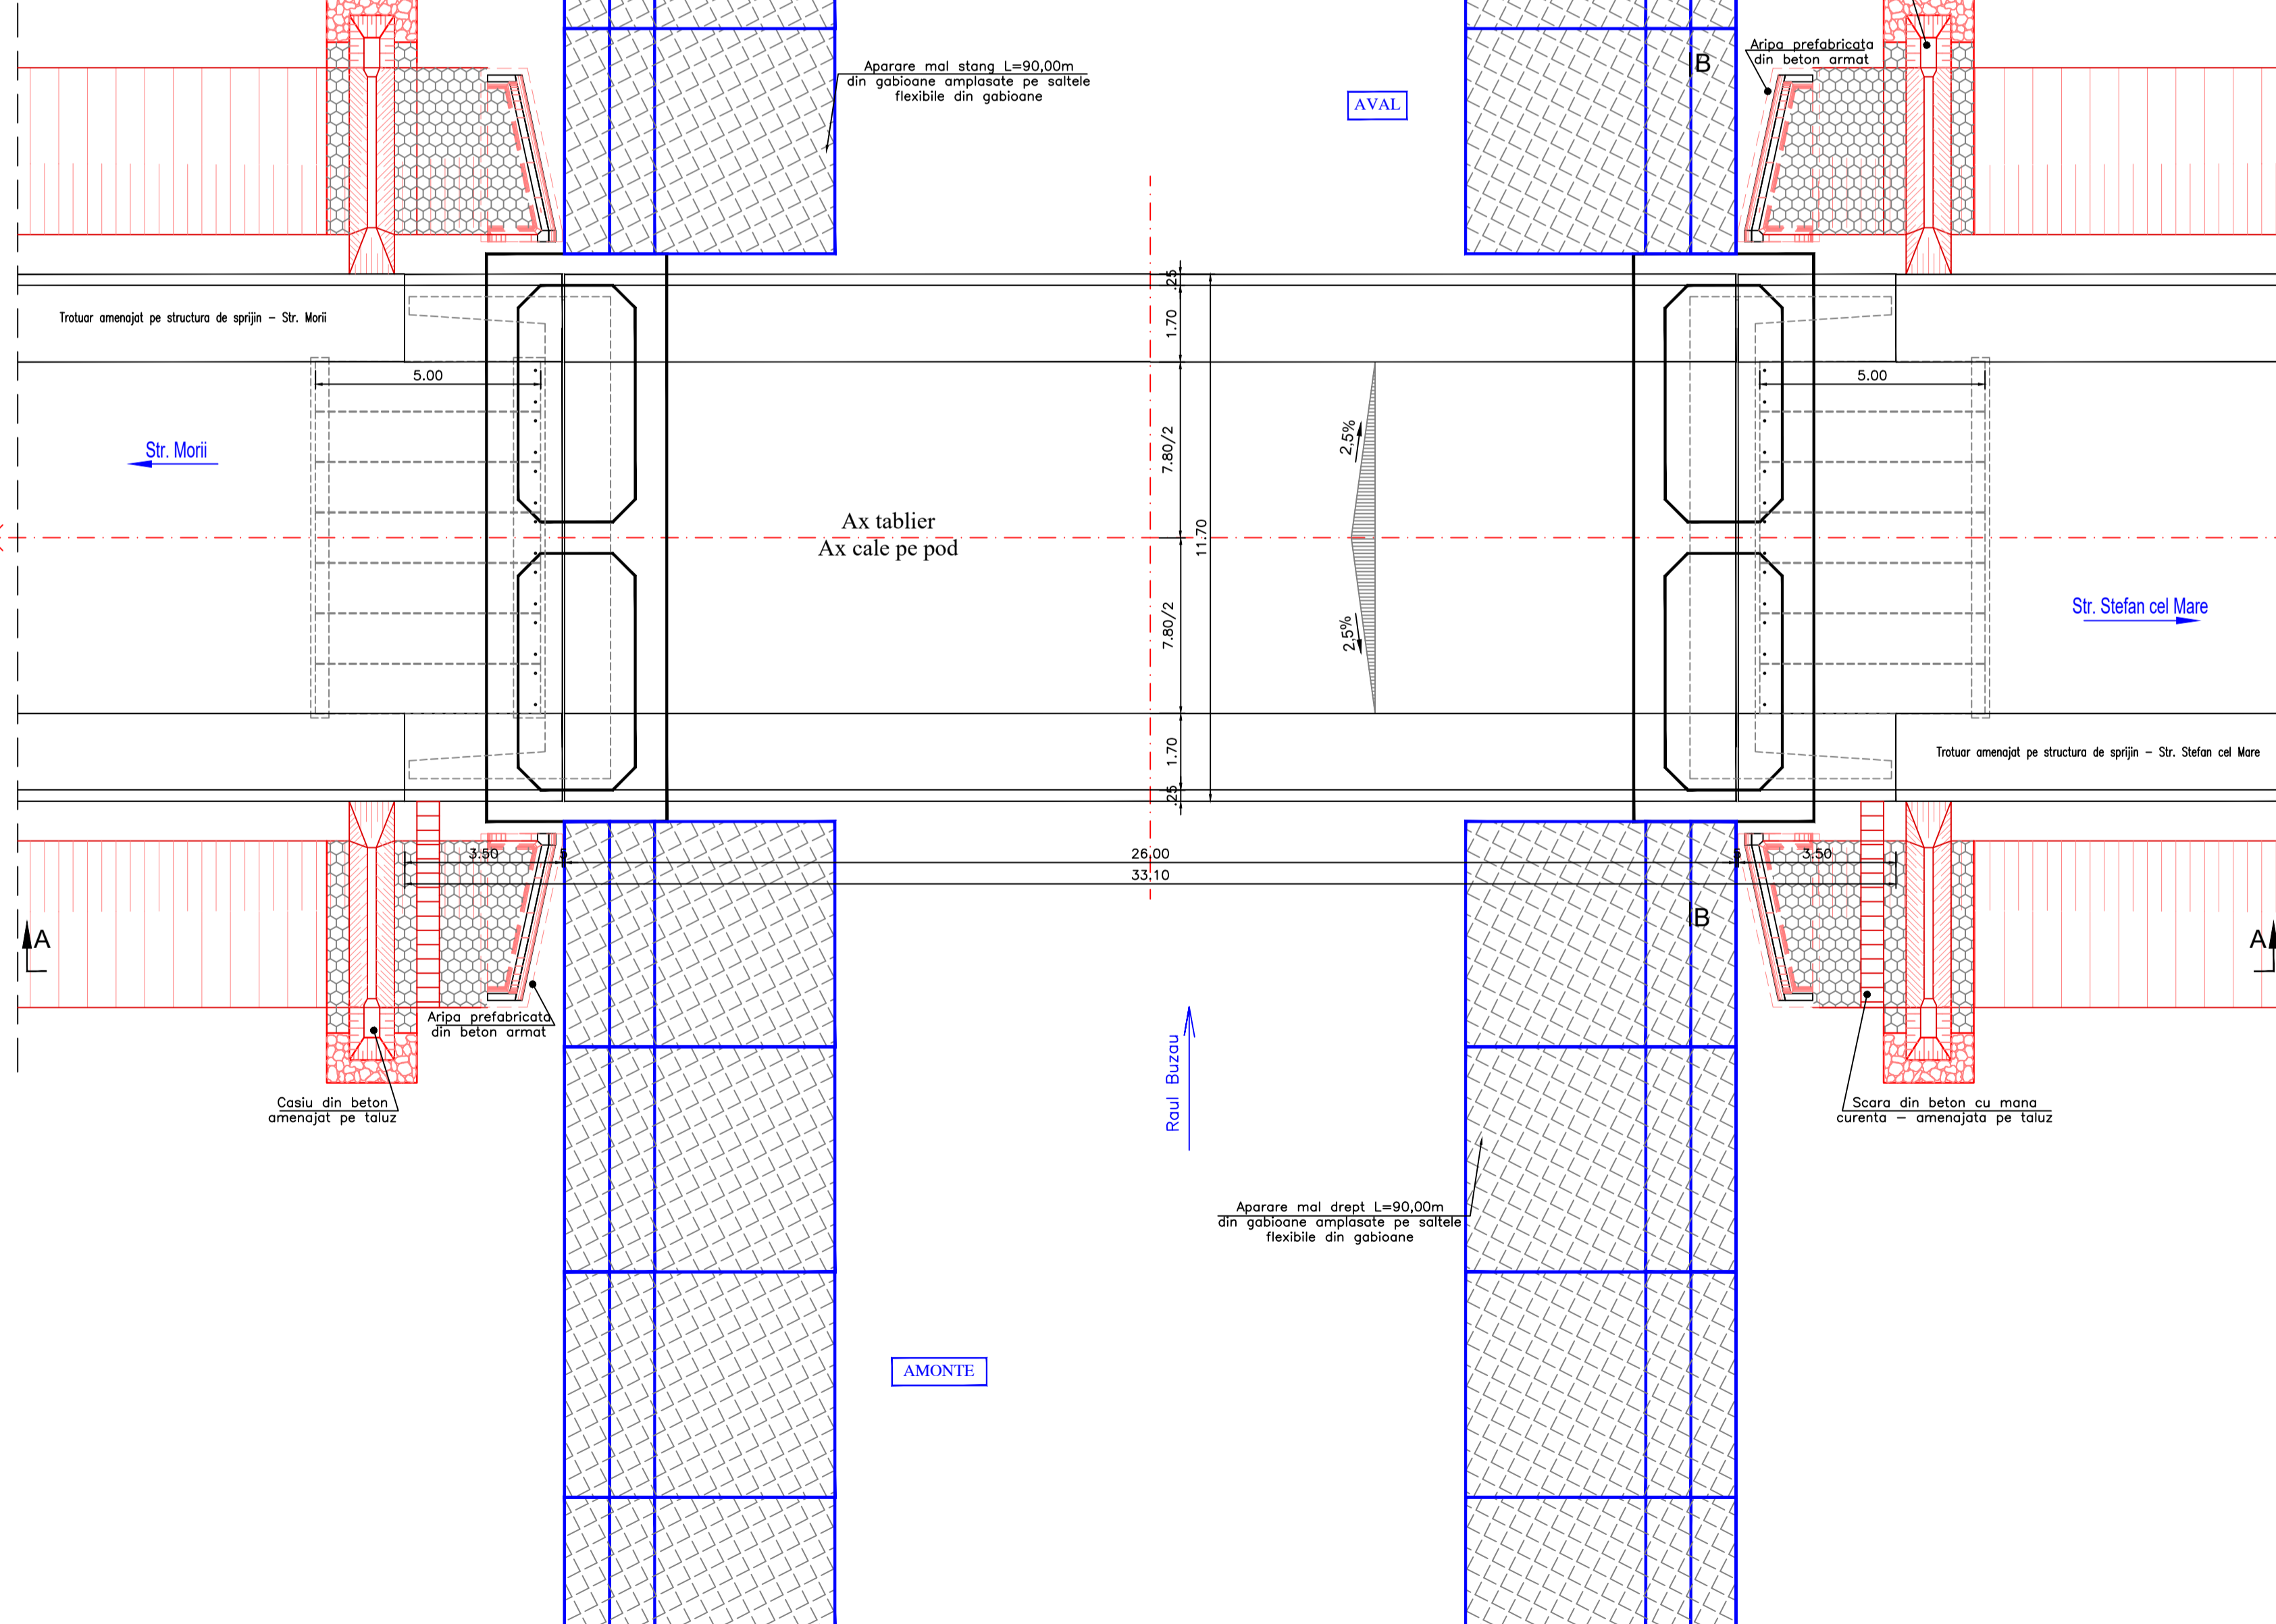 Aparare mal stang L=90,00m
din gabioane amplasate pe saltele
flexibile din gabioane
AVAL
B
Aripa prefabricata
din beton armat
Trotuar amenajat pe structura de sprijin – Str. Morii
.25
1.70
5.00
5.00
Str. Morii
7.80/2
2,5%
Ax tablier
Ax cale pe pod
11.70
7.80/2
2,5%
Str. Stefan cel Mare
1.70
Trotuar amenajat pe structura de sprijin – Str. Stefan cel Mare
.25
3.50
5
26.00
5
3.50
33.10
A
B
A
Aripa prefabricata
din beton armat
Raul Buzau
Casiu din beton
amenajat pe taluz
Scara din beton cu mana
curenta – amenajata pe taluz
Aparare mal drept L=90,00m
din gabioane amplasate pe saltele
flexibile din gabioane
AMONTE